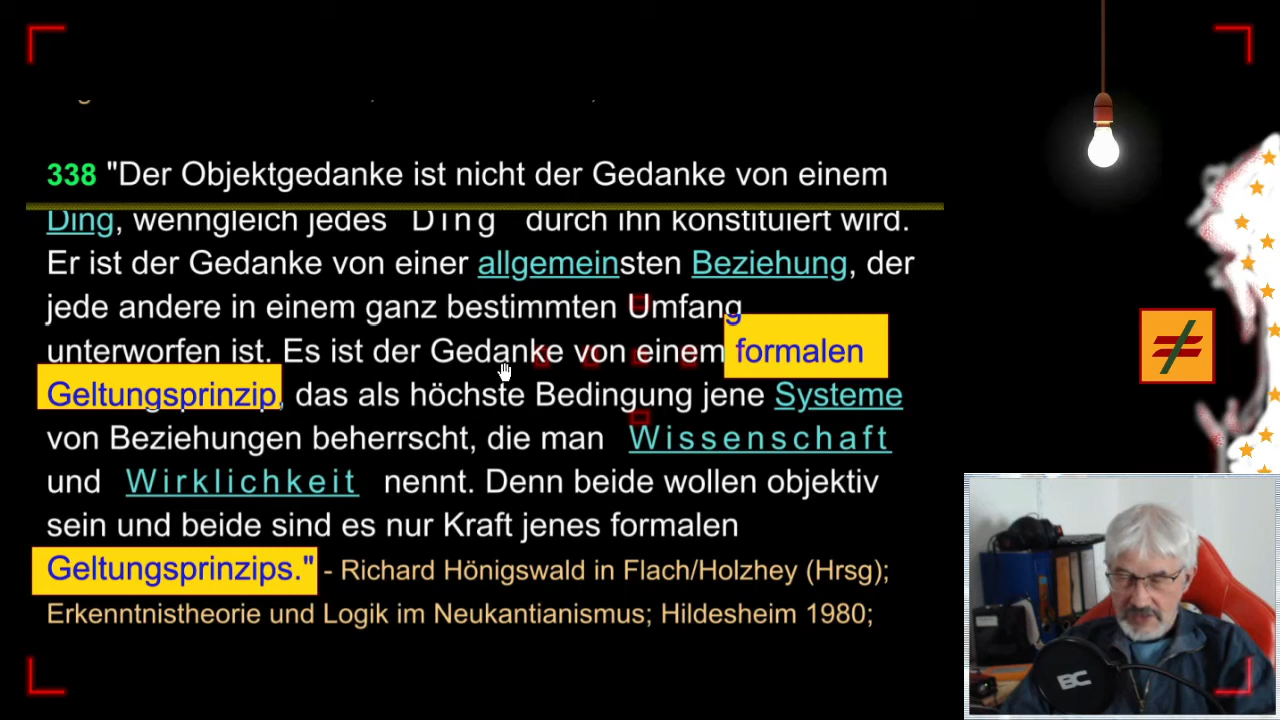 338 "Der Objektgedanke ist nicht der Gedanke von einem
Ding, wenngleich jedes Ding durch ihn konstituiert wird.
Er ist der Gedanke von einer allgemeinsten Beziehung, der
jede andere in einem ganz bestimmten Umfang
unterworfen ist. Es ist der Gedanke von einem formalen
Geltungsprinzip, das als höchste Bedingung jene Systeme
von Beziehungen beherrscht, die man Wissenschaft
und Wirklichkeit nennt. Denn beide wollen objektiv
sein und beide sind es nur Kraft jenes formalen
Geltungsprinzips." - Richard Hönigswald in Flach/Holzhey (Hrsg);
Erkenntnistheorie und Logik im Neukantianismus; Hildesheim 1980;
≠
BC